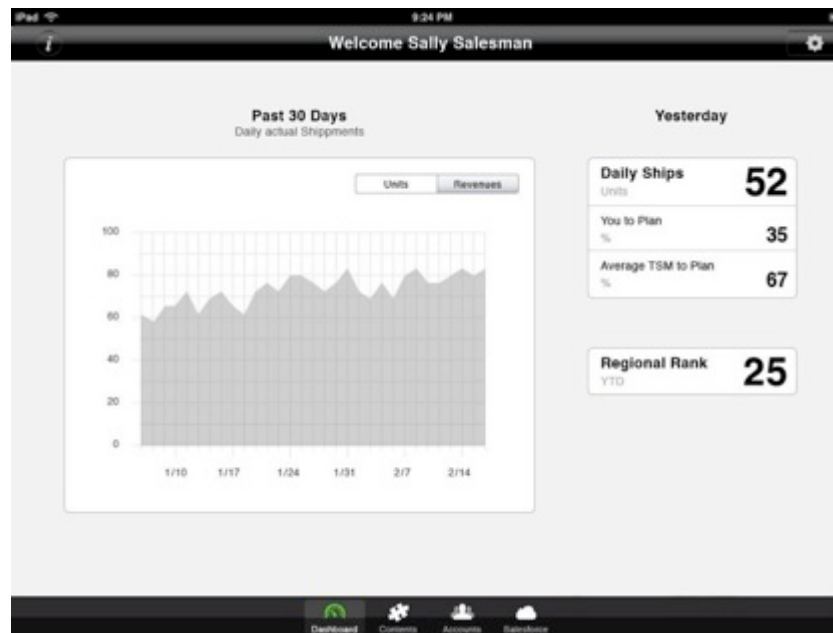 iPad 9:24 PM
i Welcome Sally Salesman
Past 30 Days
Daily actual Shippments
Units Revenues
100
80
60
40
20
0
1/10 1/17 1/24 1/31 2/7 2/14
Yesterday
Daily Ships 52
Units
You to Plan
% 35
Average TSM to Plan
% 67
Regional Rank 25
YTD
Dashboard Contents Accounts Salesforce